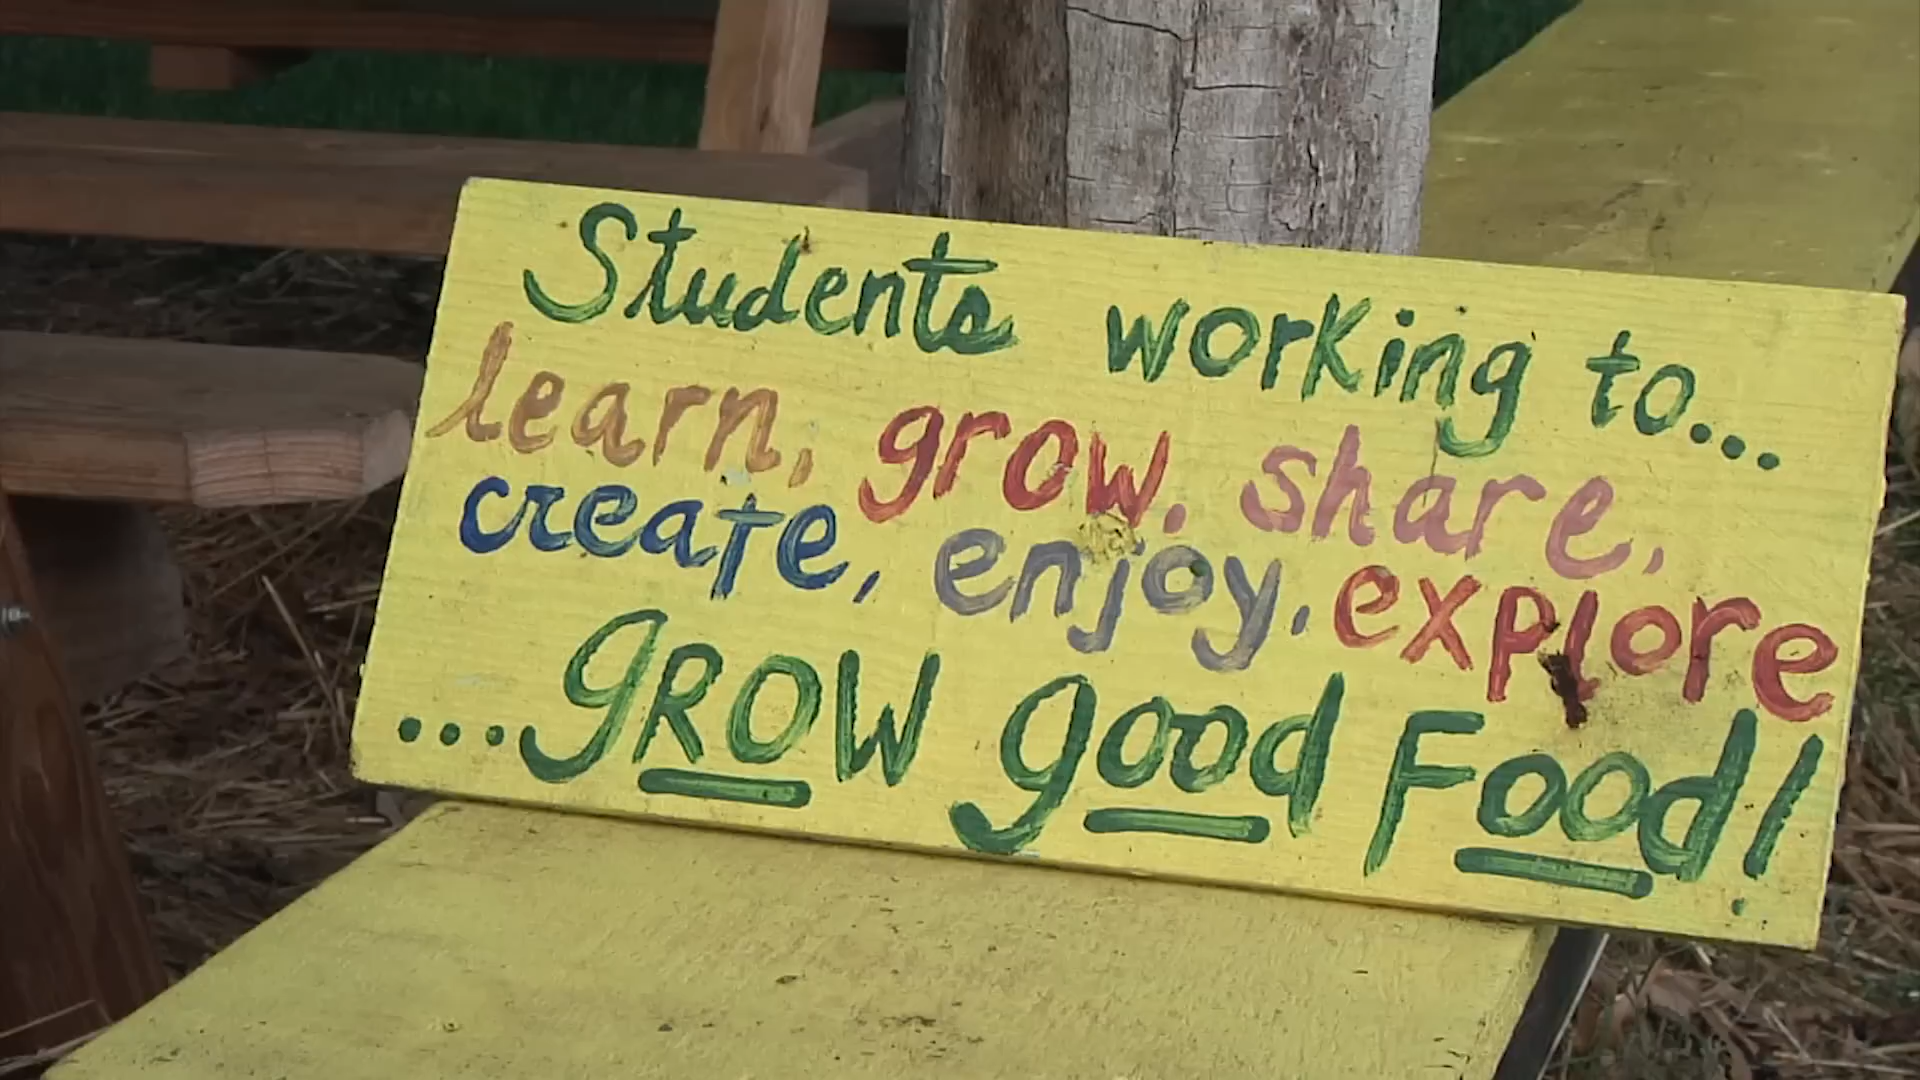 Students working to...
learn, grow, share,
create, enjoy, explore
...gROW good Food!